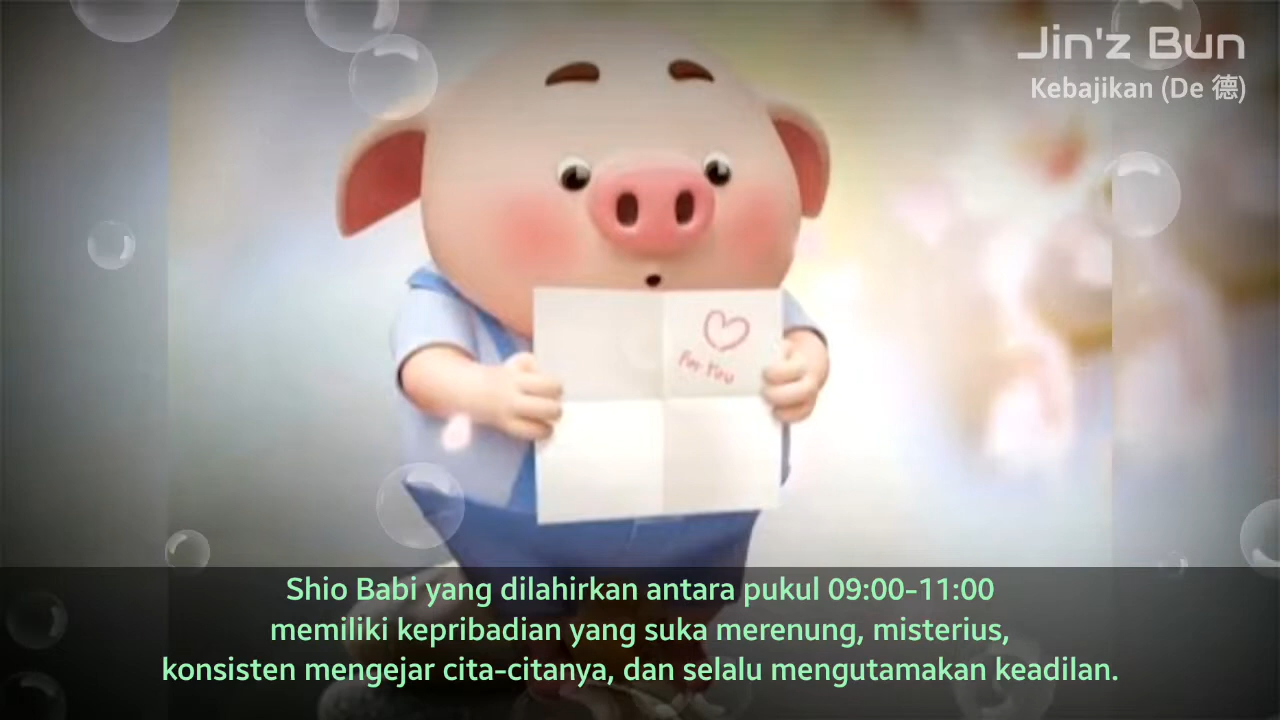 Jin'z Bun
Kebajikan (De 德)
For You
Shio Babi yang dilahirkan antara pukul 09:00-11:00
memiliki kepribadian yang suka merenung, misterius,
konsisten mengejar cita-citanya, dan selalu mengutamakan keadilan.